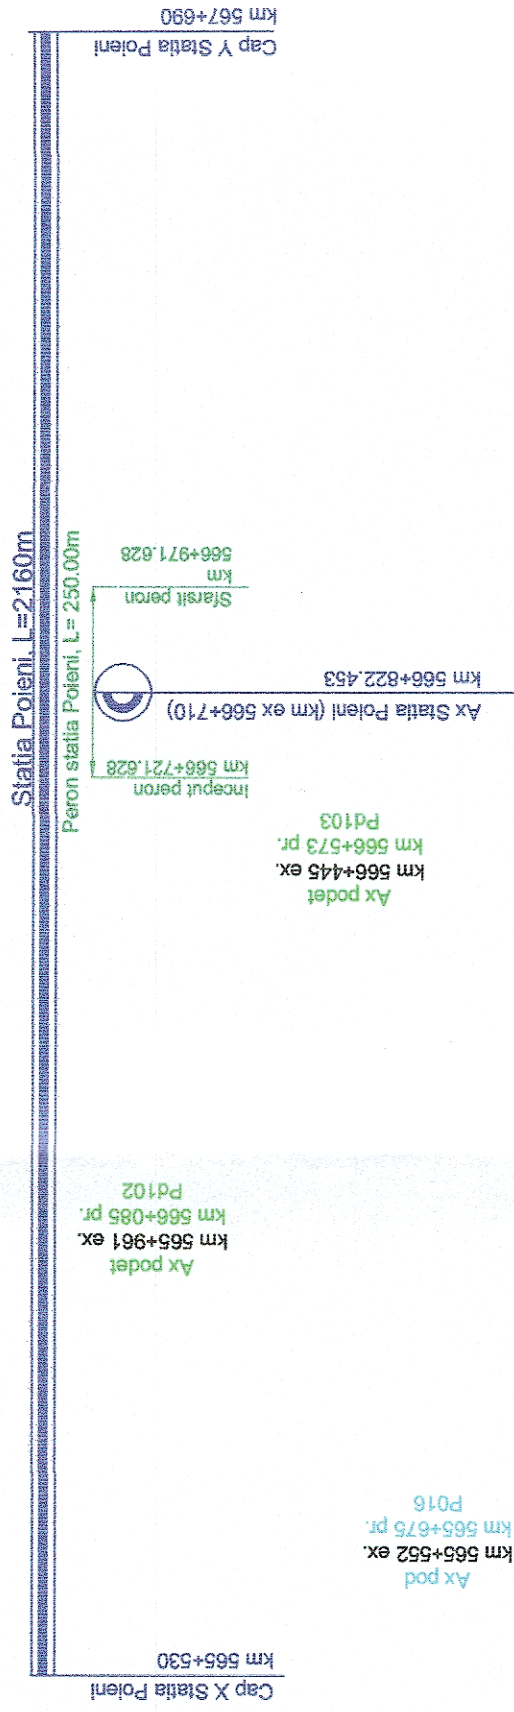 Cap X Statia Poieni
km 565+530
Ax pod
km 565+552 ex.
km 565+675 pr.
P016
Ax podet
km 565+961 ex.
km 566+085 pr.
Pd102
Ax podet
km 566+445 ex.
km 566+573 pr.
Pd103
Inceput peron
km 566+721.628
Ax Statia Poieni (km ex 566+710)
km 566+822.453
Sfarsit peron
km
566+971.628
Statia Poieni, L=2160m
Peron statia Poieni, L= 250.00m
Cap Y Statia Poieni
km 567+690